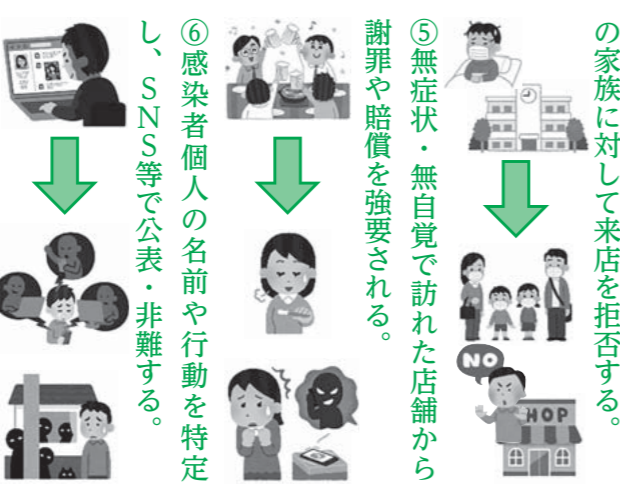 の家族に対して来店を拒否する。
⑤無症状・無自覚で訪れた店舗から
謝罪や賠償を強要される。
⑥感染者個人の名前や行動を特定
し、SNS等で公表・非難する。
NO
HOP